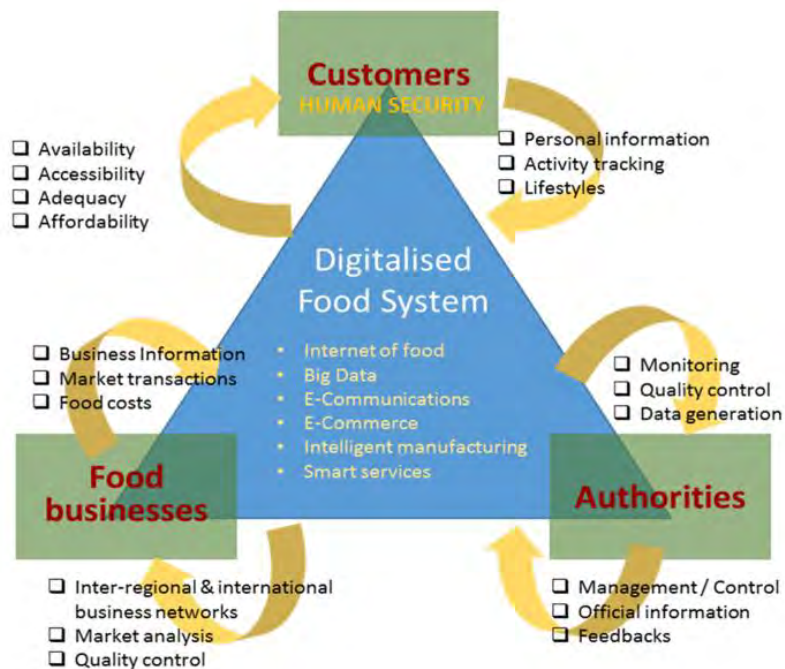 Customers
HUMAN SECURITY
❑ Availability
❑ Accessibility
❑ Adequacy
❑ Affordability
❑ Personal information
❑ Activity tracking
❑ Lifestyles
Digitalised
Food System
• Internet of food
• Big Data
• E-Communications
• E-Commerce
• Intelligent manufacturing
• Smart services
❑ Business Information
❑ Market transactions
❑ Food costs
❑ Monitoring
❑ Quality control
❑ Data generation
Food
businesses
Authorities
❑ Inter-regional & international
business networks
❑ Market analysis
❑ Quality control
❑ Management / Control
❑ Official information
❑ Feedbacks